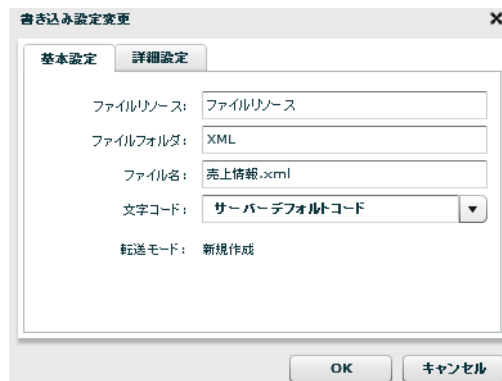 書き込み設定変更
基本設定 詳細設定
ファイルリソース: ファイルリソース
ファイルフォルダ: XML
ファイル名: 売上情報.xml
文字コード: サーバーデフォルトコード
転送モード: 新規作成
OK キャンセル